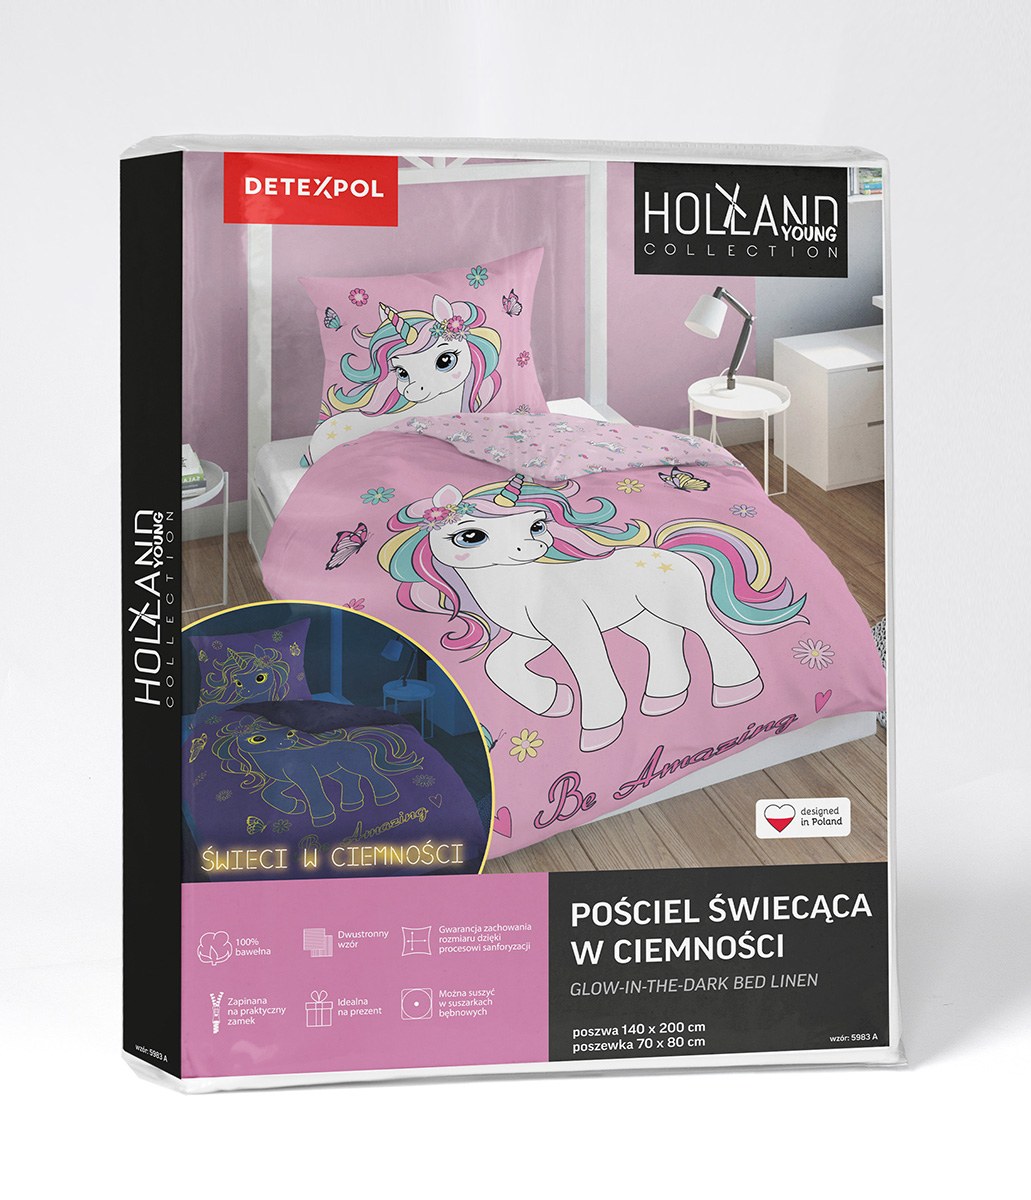 DETEXPOL
HOLLAND
YOUNG
COLLECTION
HOLLAND
YOUNG
COLLECTION
Be Amazing
Be Amazing
ŚWIECI W CIEMNOŚCI
designed
in Poland
100%
bawełna
Dwustronny
wzór
Gwarancja zachowania
rozmiaru dzięki
procesowi sanforyzacji
Zapinana
na praktyczny
zamek
Idealna
na prezent
Można suszyć
w suszarkach
bębnowych
POŚCIEL ŚWIECĄCA
W CIEMNOŚCI
GLOW-IN-THE-DARK BED LINEN
poszwa 140 x 200 cm
poszewka 70 x 80 cm
wzór: 5983 A
wzór: 5983 A